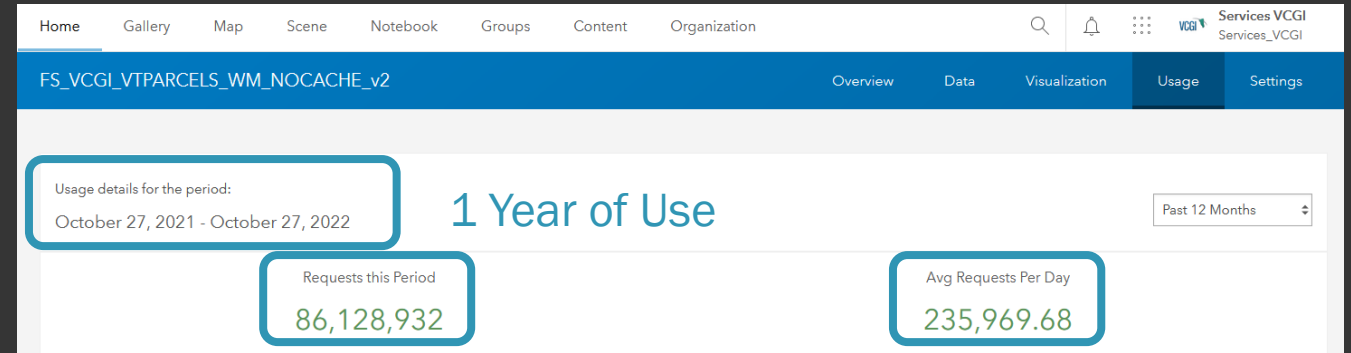 Home Gallery Map Scene Notebook Groups Content Organization VCGI Services VCGI
Services_VCGI
FS_VCGI_VTPARCELS_WM_NOCACHE_v2 Overview Data Visualization Usage Settings
Usage details for the period:
October 27, 2021 - October 27, 2022
1 Year of Use
Past 12 Months
Requests this Period
86,128,932
Avg Requests Per Day
235,969.68